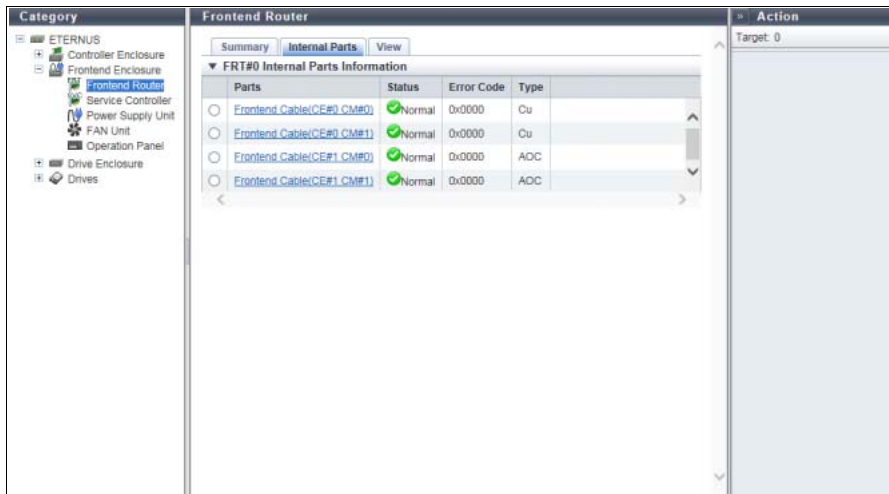 Category
ETERNUS
Controller Enclosure
Frontend Enclosure
Frontend Router
Service Controller
Power Supply Unit
FAN Unit
Operation Panel
Drive Enclosure
Drives
Frontend Router
Summary Internal Parts View
▼ FRT#0 Internal Parts Information
Parts Status Error Code Type
Frontend Cable(CE#0 CM#0) Normal 0x0000 Cu
Frontend Cable(CE#0 CM#1) Normal 0x0000 Cu
Frontend Cable(CE#1 CM#0) Normal 0x0000 AOC
Frontend Cable(CE#1 CM#1) Normal 0x0000 AOC
» Action
Target: 0